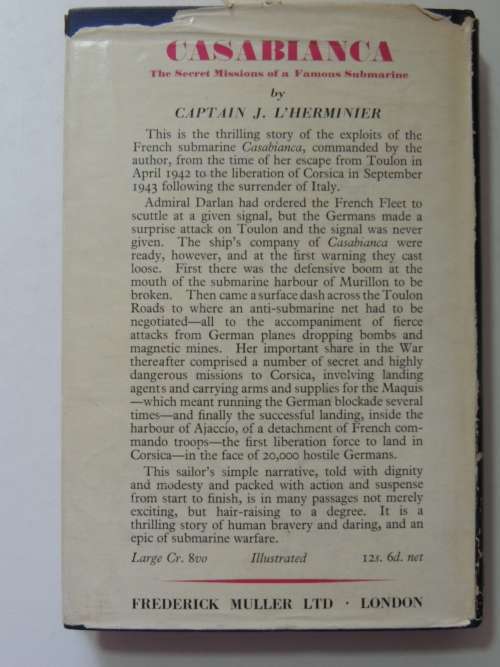 CASABIANCA
The Secret Missions of a Famous Submarine
by
CAPTAIN J. L'HERMINIER
This is the thrilling story of the exploits of the
French submarine Casabianca, commanded by the
author, from the time of her escape from Toulon in
April 1942 to the liberation of Corsica in September
1943 following the surrender of Italy.
Admiral Darlan had ordered the French Fleet to
scuttle at a given signal, but the Germans made a
surprise attack on Toulon and the signal was never
given. The ship's company of Casabianca were
ready, however, and at the first warning they cast
loose. First there was the defensive boom at the
mouth of the submarine harbour of Murillon to be
broken. Then came a surface dash across the Toulon
Roads to where an anti-submarine net had to be
negotiated—all to the accompaniment of fierce
attacks from German planes dropping bombs and
magnetic mines. Her important share in the War
thereafter comprised a number of secret and highly
dangerous missions to Corsica, involving landing
agents and carrying arms and supplies for the Maquis
—which meant running the German blockade several
times—and finally the successful landing, inside the
harbour of Ajaccio, of a detachment of French com-
mando troops—the first liberation force to land in
Corsica—in the face of 20,000 hostile Germans.
This sailor's simple narrative, told with dignity
and modesty and packed with action and suspense
from start to finish, is in many passages not merely
exciting, but hair-raising to a degree. It is a
thrilling story of human bravery and daring, and an
epic of submarine warfare.
Large Cr. 8vo Illustrated 12s. 6d. net
FREDERICK MULLER LTD · LONDON